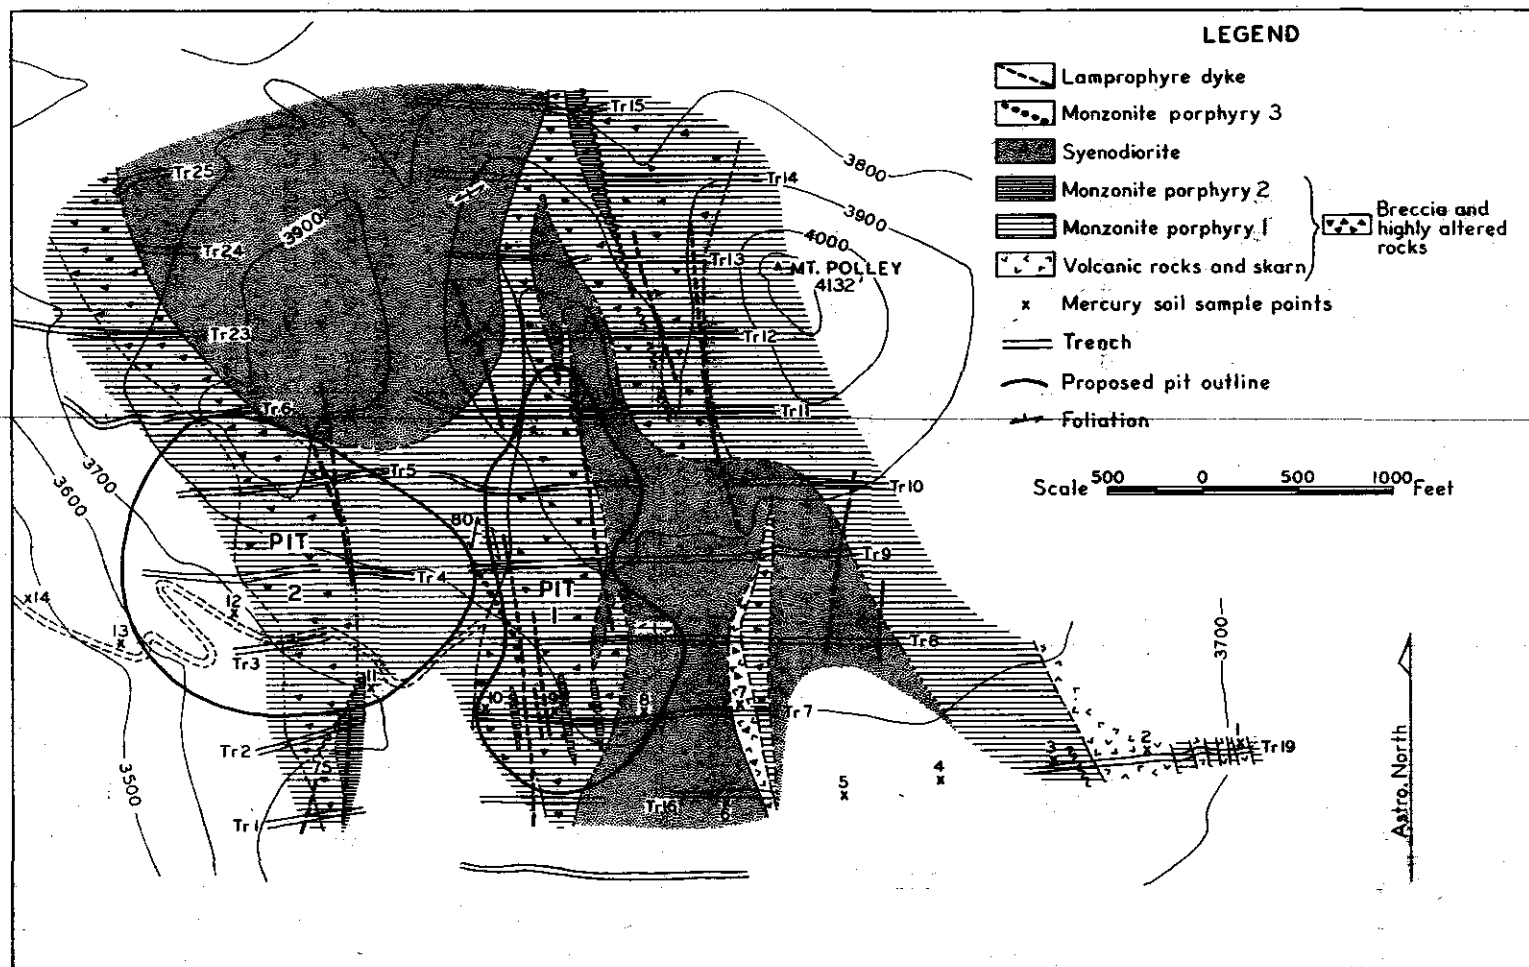 LEGEND
Lamprophyre dyke
Monzonite porphyry 3
Syenodiorite
Monzonite porphyry 2
Monzonite porphyry 1
Volcanic rocks and skarn
Breccia and
highly altered
rocks
Mercury soil sample points
Trench
Proposed pit outline
Foliation
Scale 500 0 500 1000 Feet
Astro. North
Tr15
3800
Tr25
Tr14
3900
3900
4000
Tr24
Tr13
MT. POLLEY
4132'
Tr23
Tr12
Tr6
Tr11
3700
Tr5
3600
Tr10
80
PIT
2
Tr9
Tr4
PIT
1
14
12
13
Tr8
3700
Tr3
11
10
9
8
7
Tr7
Tr2
1
2
3
Tr19
75
4
5
3500
Tr16
6
Tr1